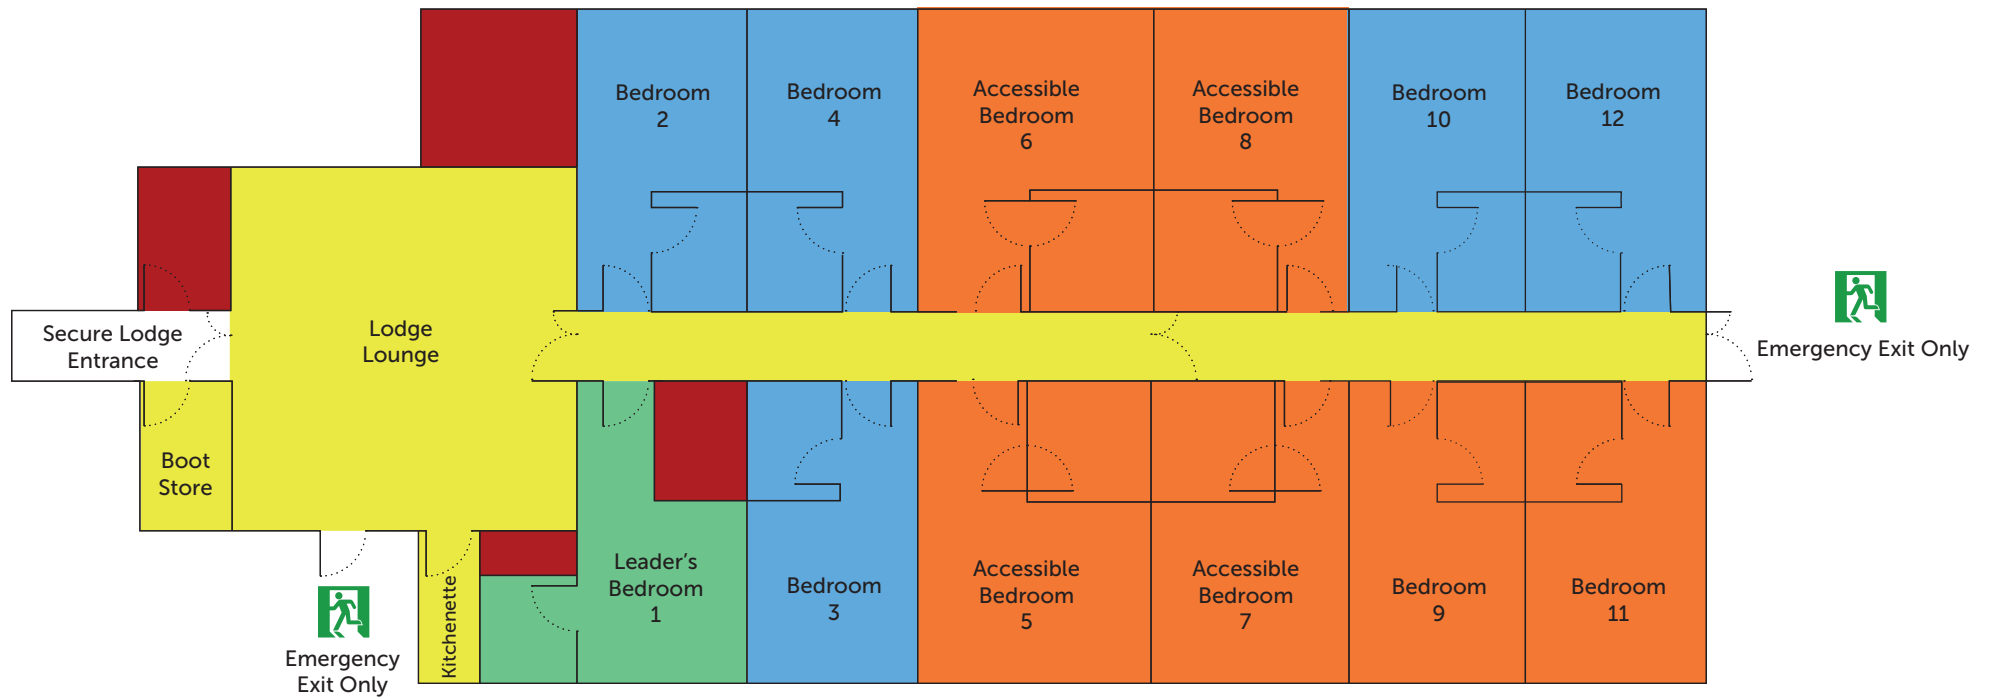 Bedroom
2
Bedroom
4
Accessible
Bedroom
6
Accessible
Bedroom
8
Bedroom
10
Bedroom
12
Secure Lodge
Entrance
Lodge
Lounge
Emergency Exit Only
Boot
Store
Kitchenette
Leader's
Bedroom
1
Bedroom
3
Accessible
Bedroom
5
Accessible
Bedroom
7
Bedroom
9
Bedroom
11
Emergency
Exit Only